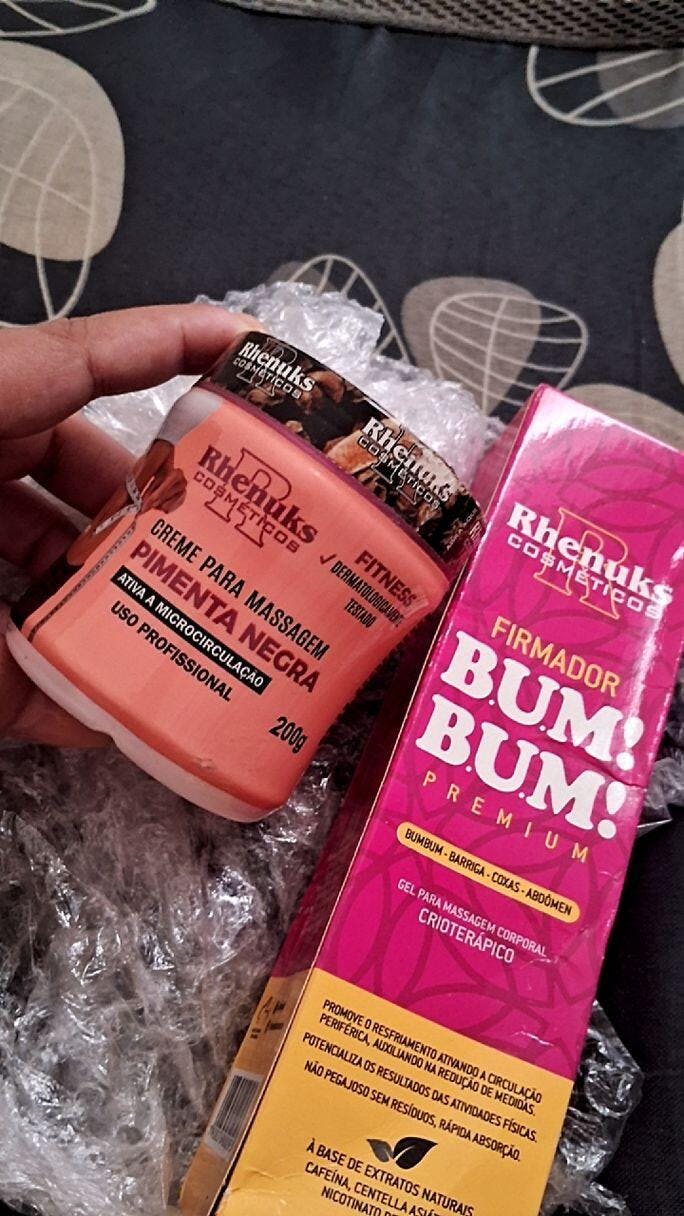 Rhenuks
COSMÉTICOS
Rhenuks
COSMÉTICOS
Rhenuks
COSMÉTICOS
CREME PARA MASSAGEM
PIMENTA NEGRA
ATIVA A MICROCIRCULAÇÃO
USO PROFISSIONAL
FITNESS
✓DERMATOLOGICAMENTE
TESTADO
200g
Rhenuks
COSMÉTICOS
FIRMADOR
B.U.M!
B.U.M!
PREMIUM
BUMBUM - BARRIGA - COXAS - ABDÔMEN
GEL PARA MASSAGEM CORPORAL
CRIOTERÁPICO
PROMOVE O RESFRIAMENTO ATIVANDO A CIRCULAÇÃO
PERIFÉRICA, AUXILIANDO NA REDUÇÃO DE MEDIDAS.
POTENCIALIZA OS RESULTADOS DAS ATIVIDADES FÍSICAS.
NÃO PEGAJOSO SEM RESÍDUOS, RÁPIDA ABSORÇÃO.
À BASE DE EXTRATOS NATURAIS
CAFEÍNA, CENTELLA
NICOTINATO